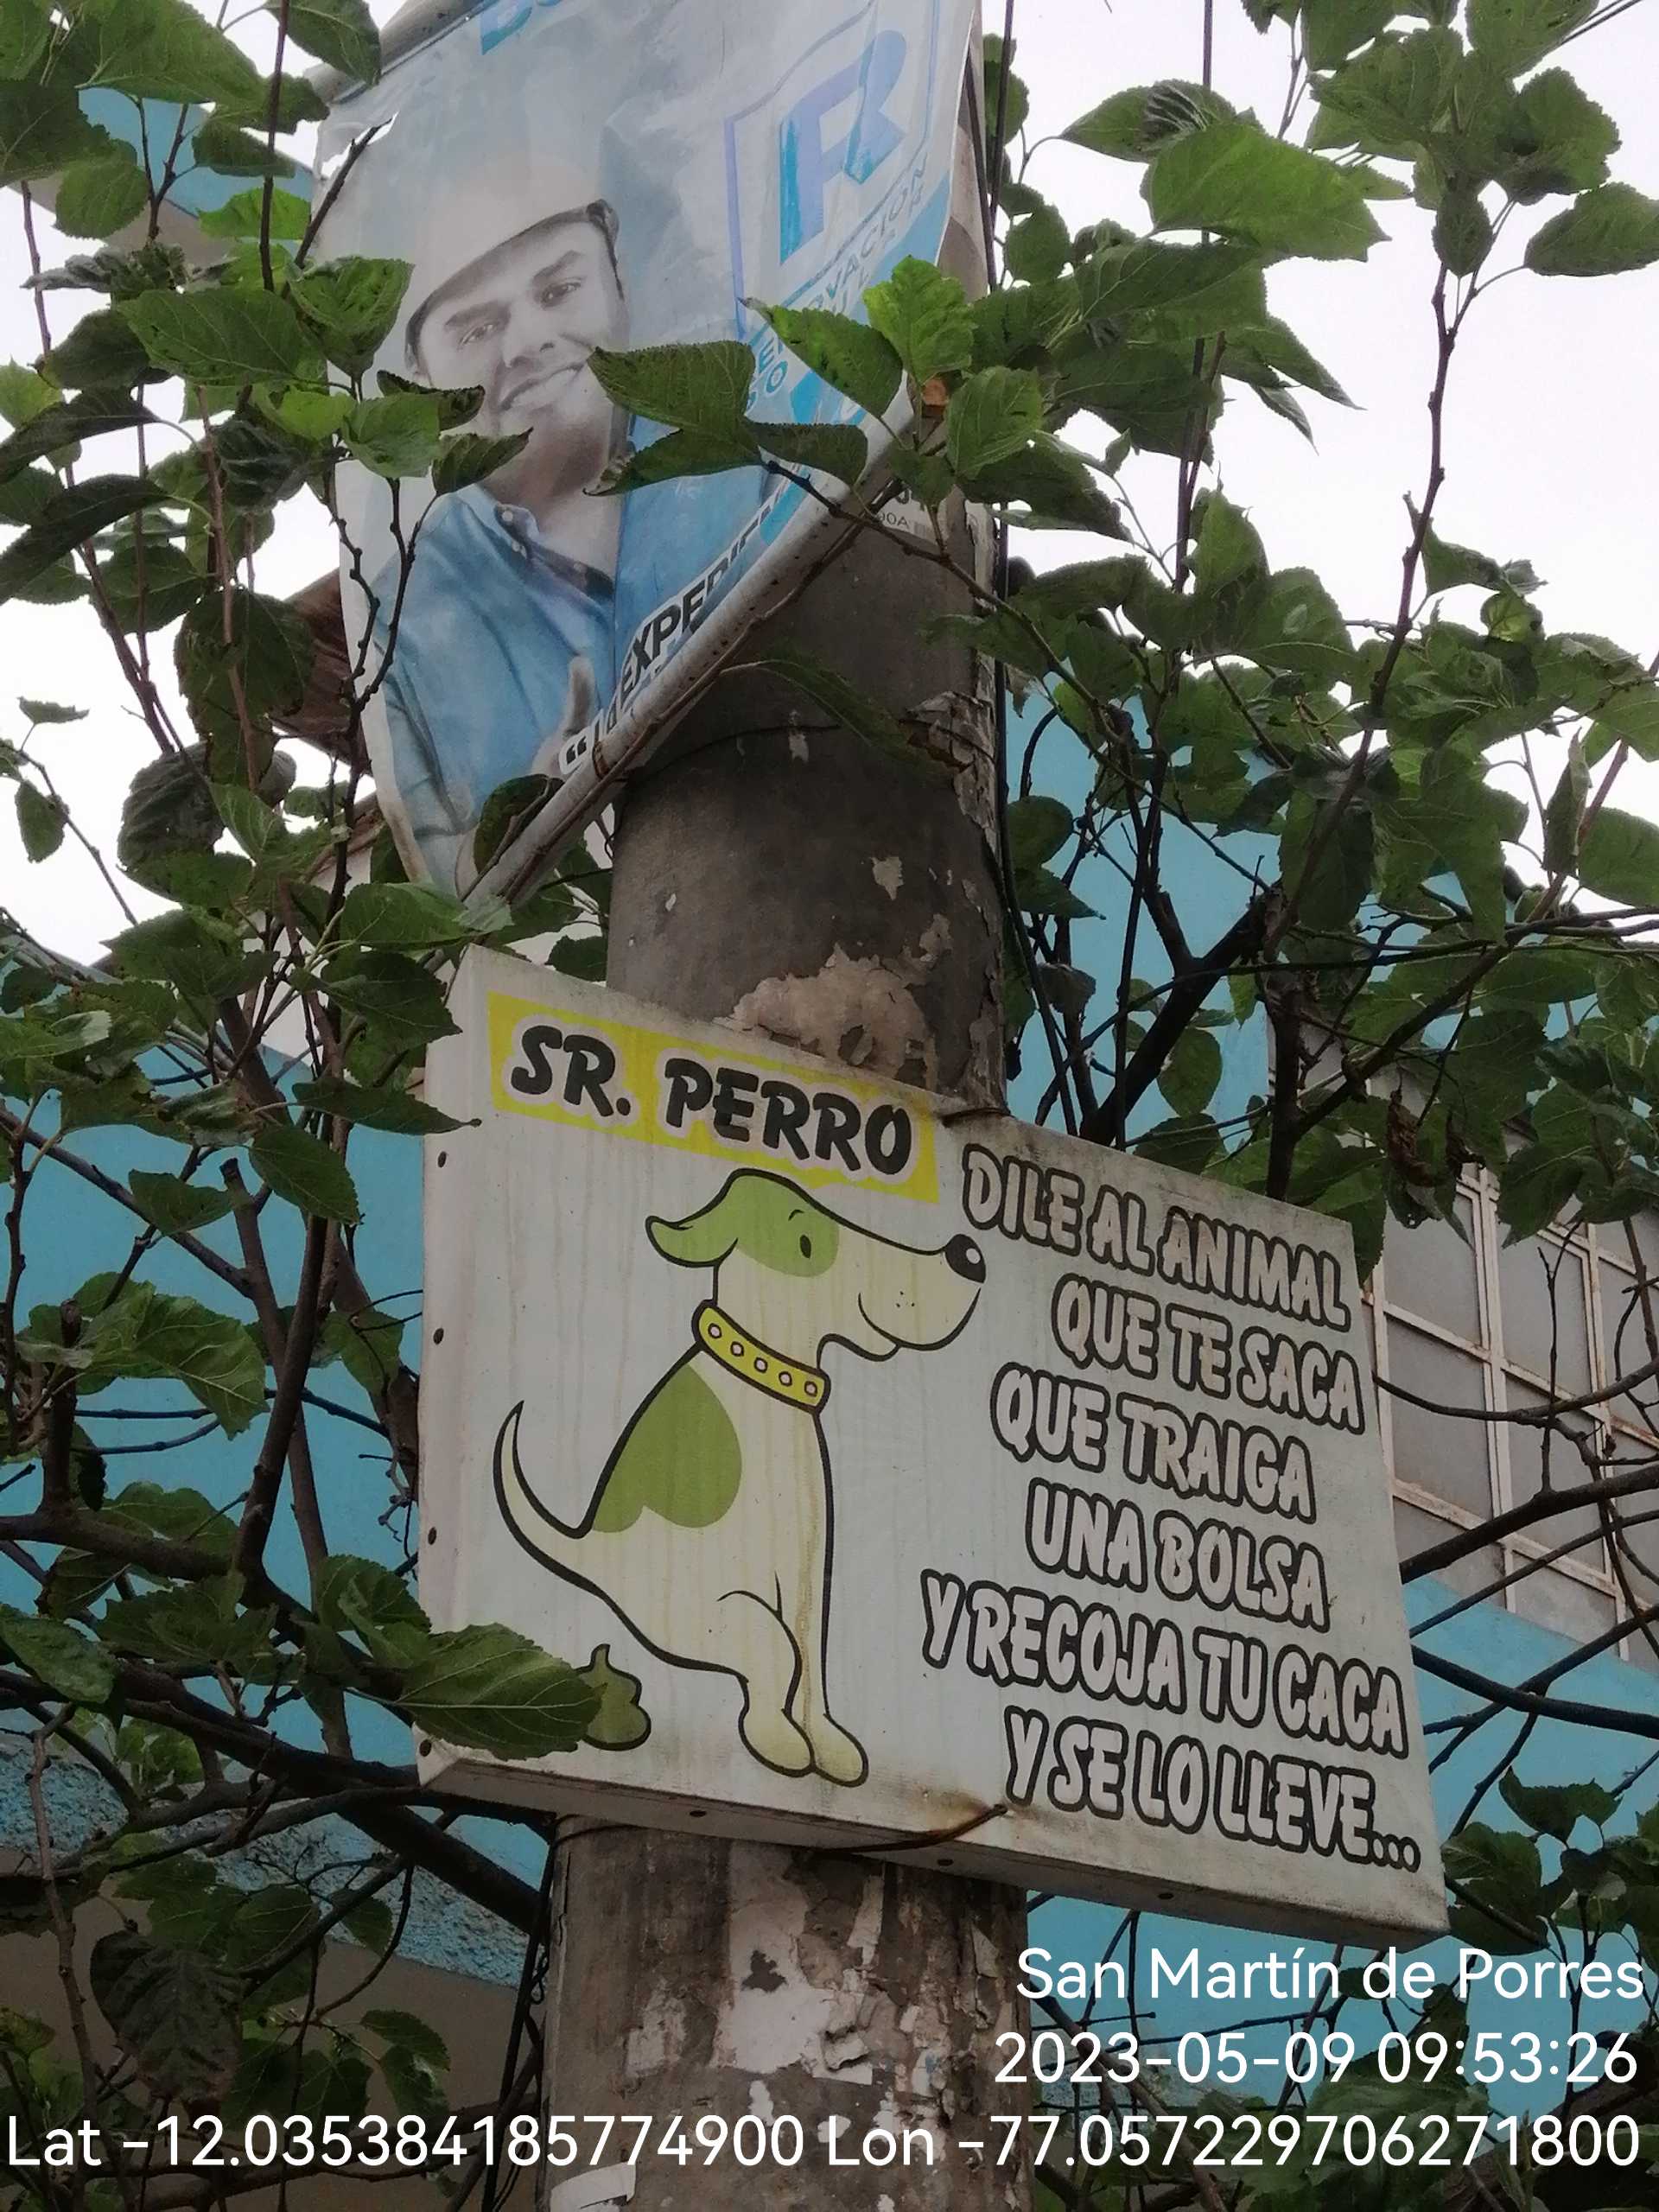 SR. PERRO
DILE AL ANIMAL
QUE TE SACA
QUE TRAIGA
UNA BOLSA
Y RECOJA TU CACA
Y SE LO LLEVE...
San Martín de Porres
2023-05-09 09:53:26
Lat -12.035384185774900 Lon -77.057229706271800